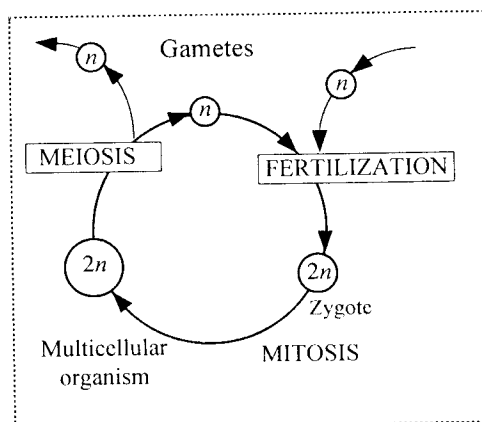 Gametes
n
n
n
MEIOSIS
FERTILIZATION
2n
2n
Zygote
Multicellular
organism
MITOSIS